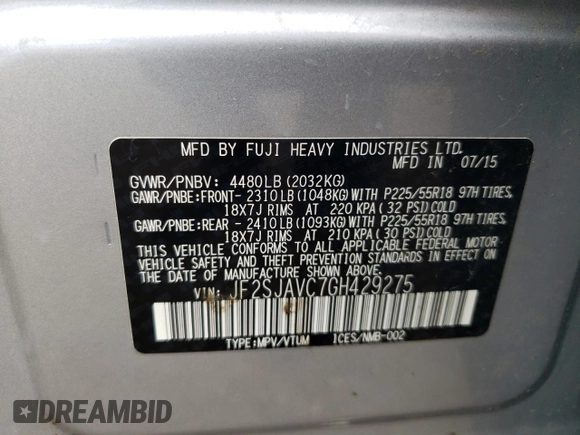 MFD BY FUJI HEAVY INDUSTRIES LTD.
MFD IN 07/15
GVWR/PNBV: 4480LB(2032KG)
GAWR/PNBE:FRONT-2310LB(1048KG)WITH P225/55R18 97H TIRES,
18X7J RIMS AT 220 KPA(32 PSI)COLD
GAWR/PNBE:REAR -2410LB(1093KG)WITH P225/55R18 97H TIRES,
18X7J RIMS AT 210 KPA(30 PSI)COLD
THIS VEHICLE CONFORMS TO ALL APPLICABLE FEDERAL MOTOR
VEHICLE SAFETY AND THEFT PREVENTION STANDARDS IN EFFECT ON
THE DATE OF MANUFACTURE SHOWN ABOVE.
VIN: JF2SJAVC7GH429275
TYPE:MPV/VTUM ICES/NMB-002
DREAMBID